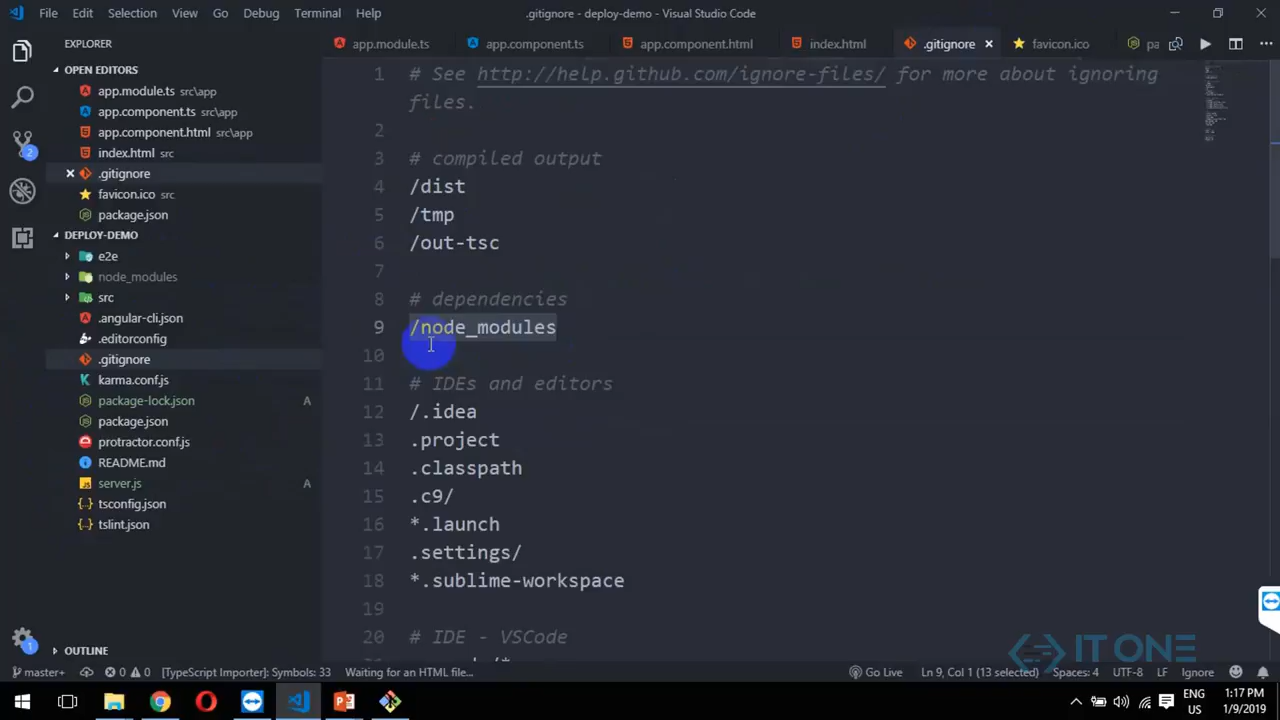 File Edit Selection View Go Debug Terminal Help
.gitignore - deploy-demo - Visual Studio Code
EXPLORER
OPEN EDITORS
app.module.ts src\app
app.component.ts src\app
app.component.html src\app
index.html src
.gitignore
favicon.ico src
package.json
DEPLOY-DEMO
e2e
node_modules
src
.angular-cli.json
.editorconfig
.gitignore
karma.conf.js
package-lock.json A
package.json
protractor.conf.js
README.md
server.js A
tsconfig.json
tslint.json
OUTLINE
2
1
app.module.ts app.component.ts app.component.html index.html .gitignore favicon.ico pa
1 # See http://help.github.com/ignore-files/ for more about ignoring
files.
2
3 # compiled output
4 /dist
5 /tmp
6 /out-tsc
7
8 # dependencies
9 /node_modules
10
11 # IDEs and editors
12 /.idea
13 .project
14 .classpath
15 .c9/
16 *.launch
17 .settings/
18 *.sublime-workspace
19
20 # IDE - VSCode
IT ONE
master+ 0 0 [TypeScript Importer]: Symbols: 33 Waiting for an HTML file... Go Live Ln 9, Col 1 (13 selected) Spaces: 4 UTF-8 LF Ignore
ENG
US
1:17 PM
1/9/2019